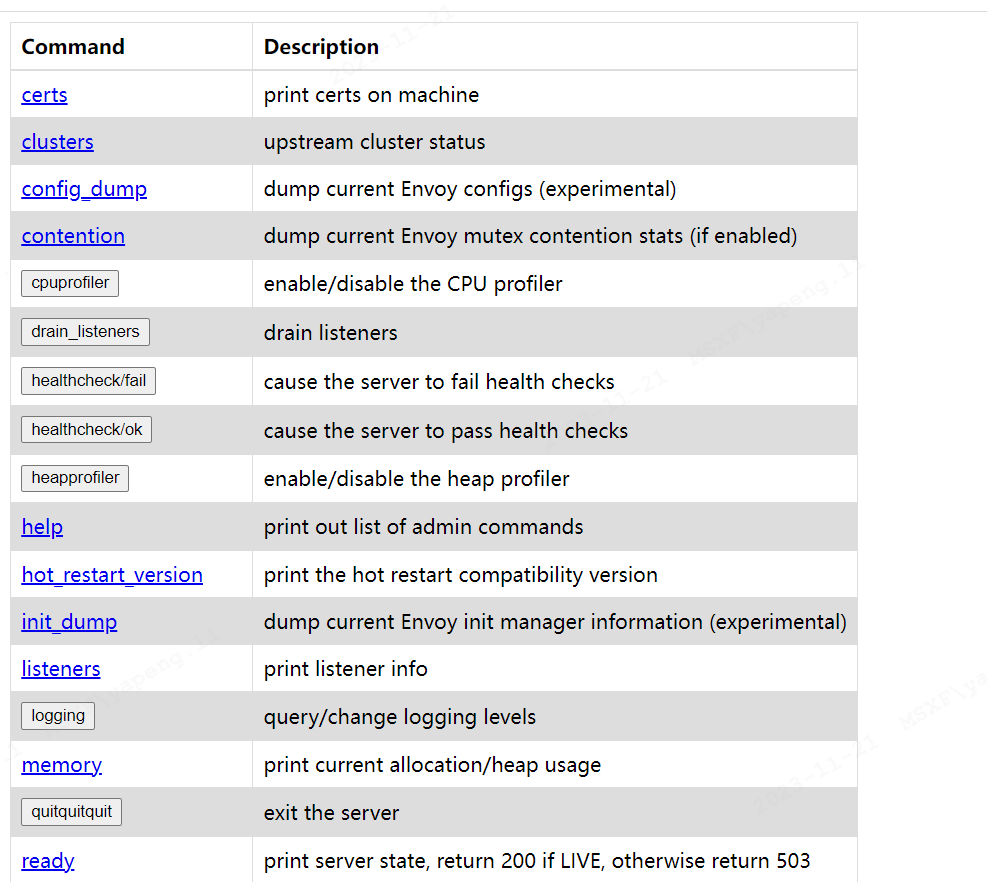 Command Description
certs print certs on machine
clusters upstream cluster status
config_dump dump current Envoy configs (experimental)
contention dump current Envoy mutex contention stats (if enabled)
cpuprofiler enable/disable the CPU profiler
drain_listeners drain listeners
healthcheck/fail cause the server to fail health checks
healthcheck/ok cause the server to pass health checks
heapprofiler enable/disable the heap profiler
help print out list of admin commands
hot_restart_version print the hot restart compatibility version
init_dump dump current Envoy init manager information (experimental)
listeners print listener info
logging query/change logging levels
memory print current allocation/heap usage
quitquitquit exit the server
ready print server state, return 200 if LIVE, otherwise return 503
2023-11-21